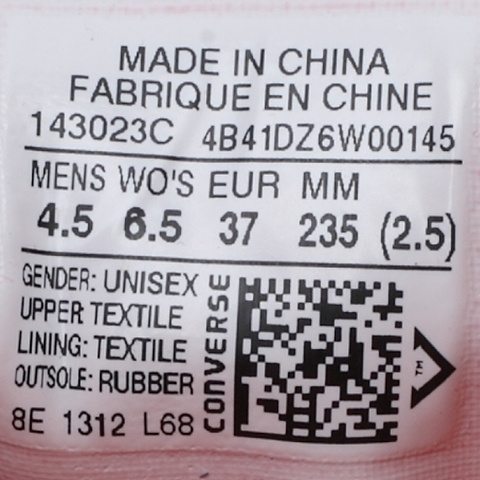 MADE IN CHINA
FABRIQUE EN CHINE
143023C 4B41DZ6W00145
MENS WO'S EUR MM
4.5 6.5 37 235 (2.5)
GENDER: UNISEX
UPPER: TEXTILE
LINING: TEXTILE
OUTSOLE: RUBBER
8E 1312 L68
CONVERSE